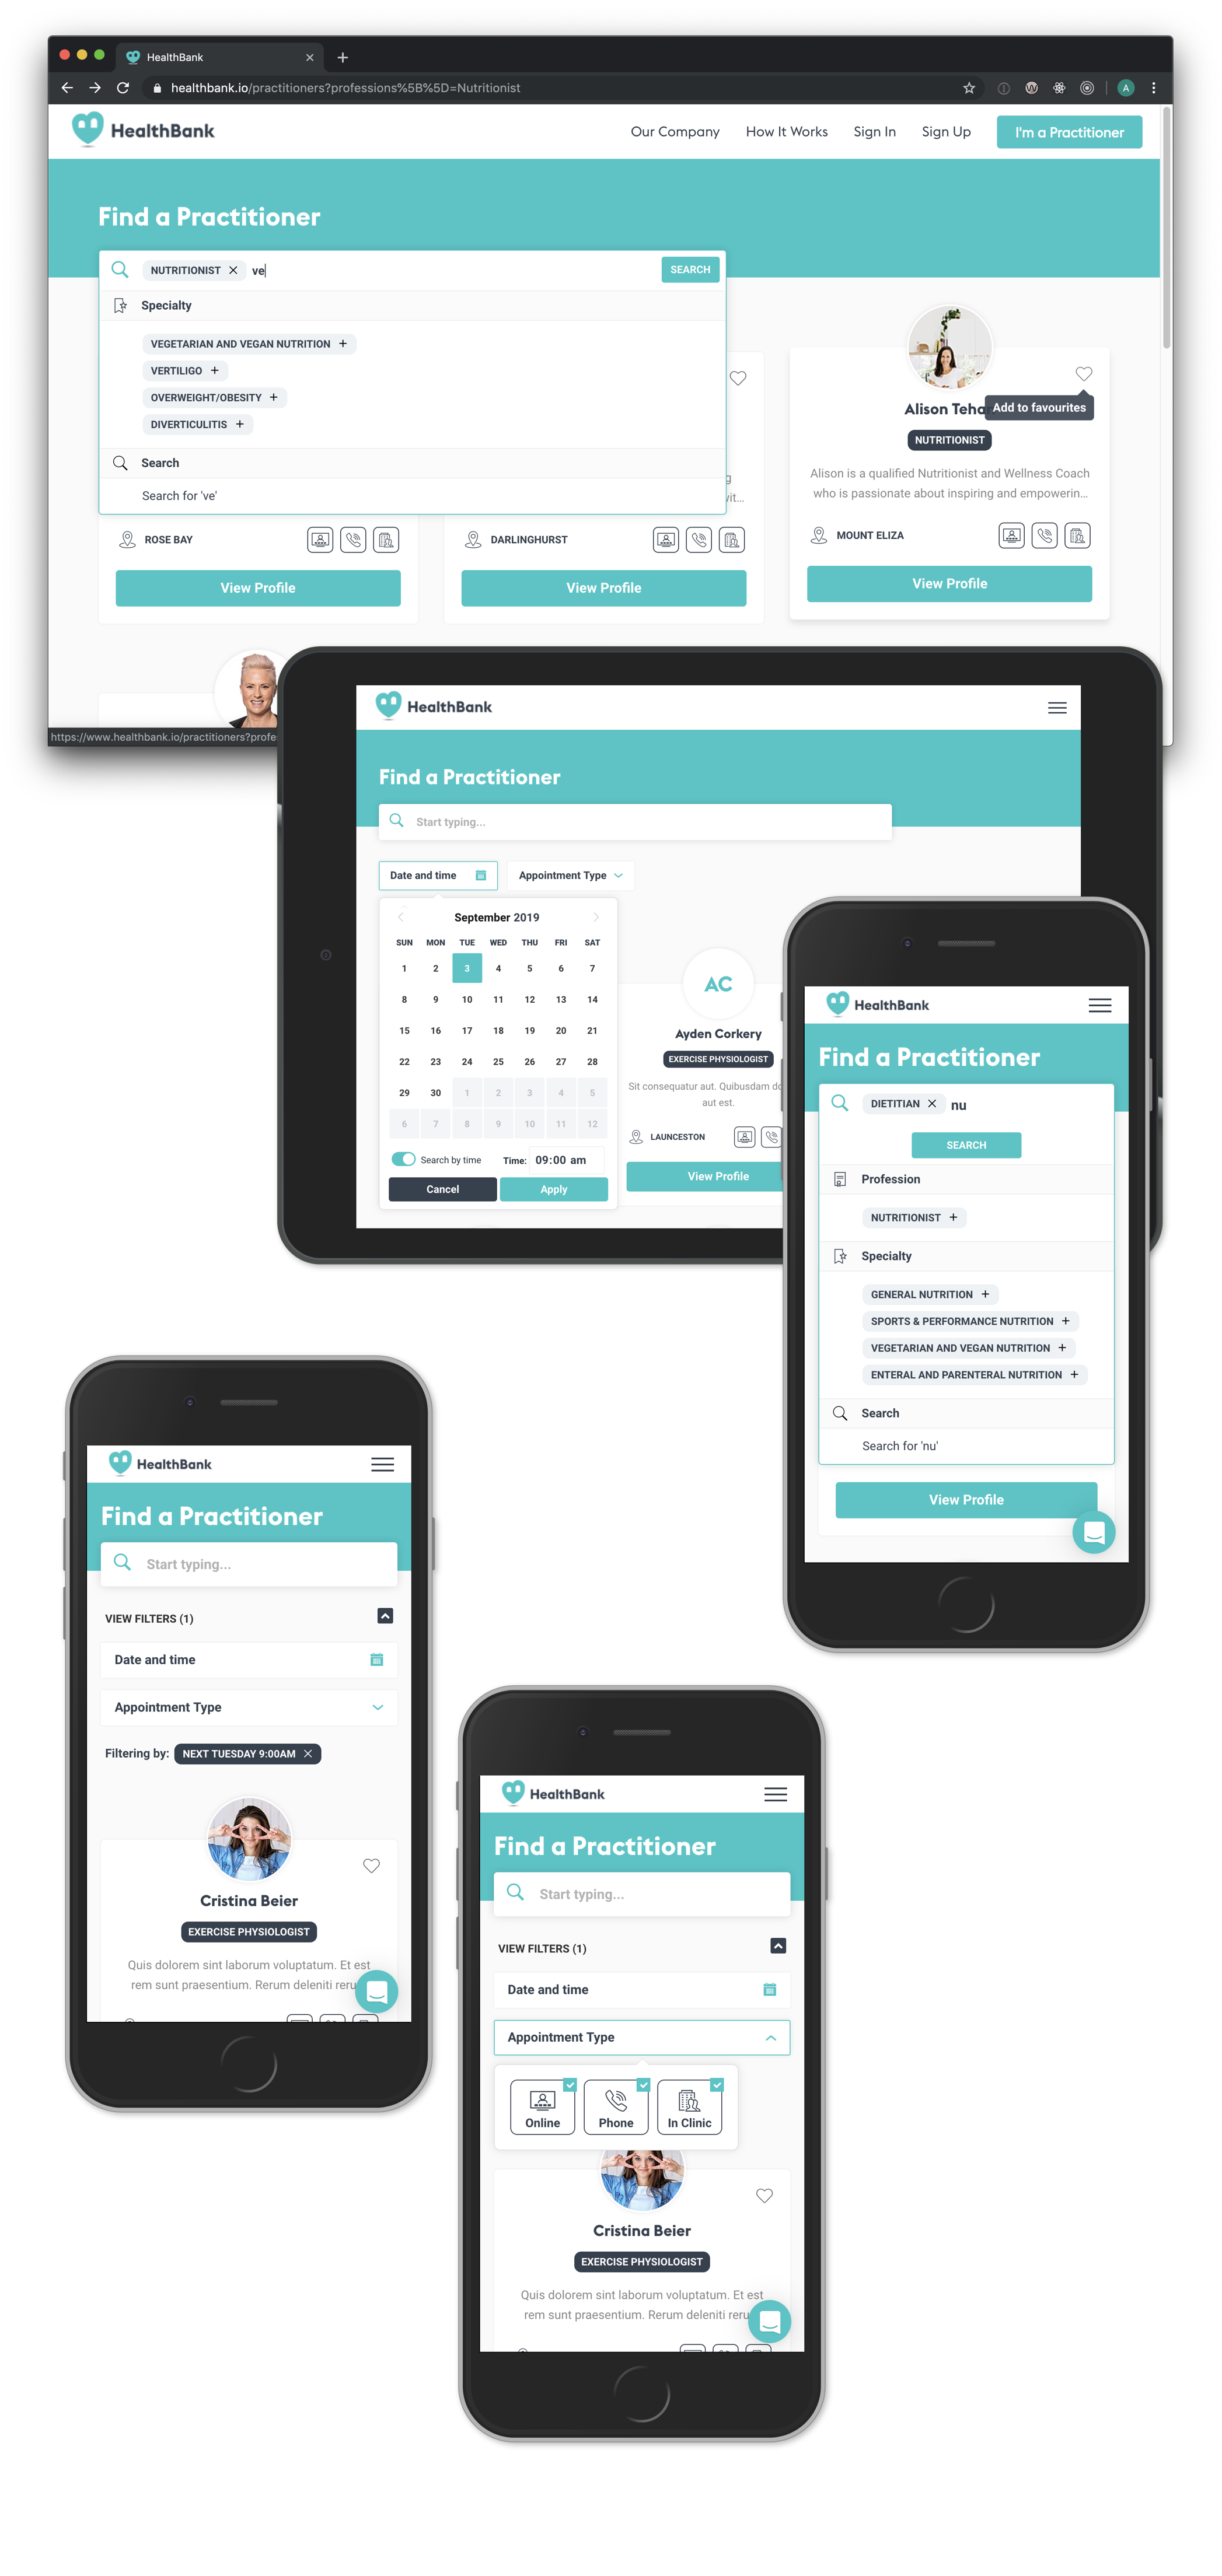 HealthBank
healthbank.io/practitioners?professions%5B%5D=Nutritionist
A
HealthBank
Our Company How It Works Sign In Sign Up I'm a Practitioner
Find a Practitioner
NUTRITIONIST ve SEARCH
Specialty
VEGETARIAN AND VEGAN NUTRITION +
VERTILIGO +
OVERWEIGHT/OBESITY +
DIVERTICULITIS +
Search
Search for 've'
Alison Teha
Add to favourites
NUTRITIONIST
Alison is a qualified Nutritionist and Wellness Coach
who is passionate about inspiring and empowerin...
ROSE BAY
DARLINGHURST
MOUNT ELIZA
View Profile
View Profile
View Profile
https://www.healthbank.io/practitioners?profe
HealthBank
Find a Practitioner
Start typing...
Date and time
Appointment Type
September 2019
SUN MON TUE WED THU FRI SAT
1 2 3 4 5 6 7
8 9 10 11 12 13 14
15 16 17 18 19 20 21
22 23 24 25 26 27 28
29 30 1 2 3 4 5
6 7 8 9 10 11 12
Search by time Time: 09:00 am
Cancel Apply
AC
Ayden Corkery
EXERCISE PHYSIOLOGIST
Sit consequatur aut. Quibusdam do
aut est.
LAUNCESTON
View Profile
HealthBank
Find a Practitioner
DIETITIAN nu
SEARCH
Profession
NUTRITIONIST +
Specialty
GENERAL NUTRITION +
SPORTS & PERFORMANCE NUTRITION +
VEGETARIAN AND VEGAN NUTRITION +
ENTERAL AND PARENTERAL NUTRITION +
Search
Search for 'nu'
View Profile
HealthBank
Find a Practitioner
Start typing...
VIEW FILTERS (1)
Date and time
Appointment Type
Filtering by: NEXT TUESDAY 9:00AM
Cristina Beier
EXERCISE PHYSIOLOGIST
Quis dolorem sint laborum voluptatum. Et est
rem sunt praesentium. Rerum deleniti reru
HealthBank
Find a Practitioner
Start typing...
VIEW FILTERS (1)
Date and time
Appointment Type
Online Phone In Clinic
Cristina Beier
EXERCISE PHYSIOLOGIST
Quis dolorem sint laborum voluptatum. Et est
rem sunt praesentium. Rerum deleniti reru